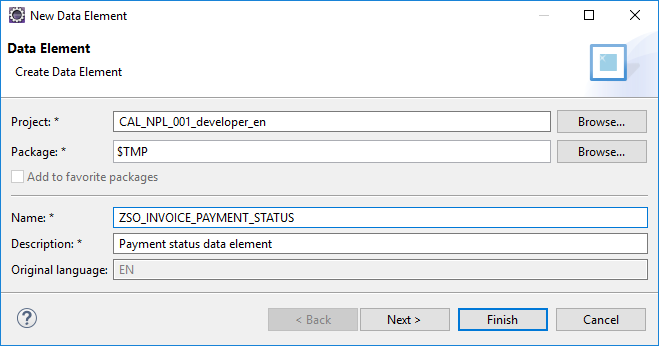 New Data Element
Data Element
Create Data Element
Project: * CAL_NPL_001_developer_en Browse...
Package: * $TMP Browse...
Add to favorite packages
Name: * ZSO_INVOICE_PAYMENT_STATUS
Description: * Payment status data element
Original language: EN
? < Back Next > Finish Cancel